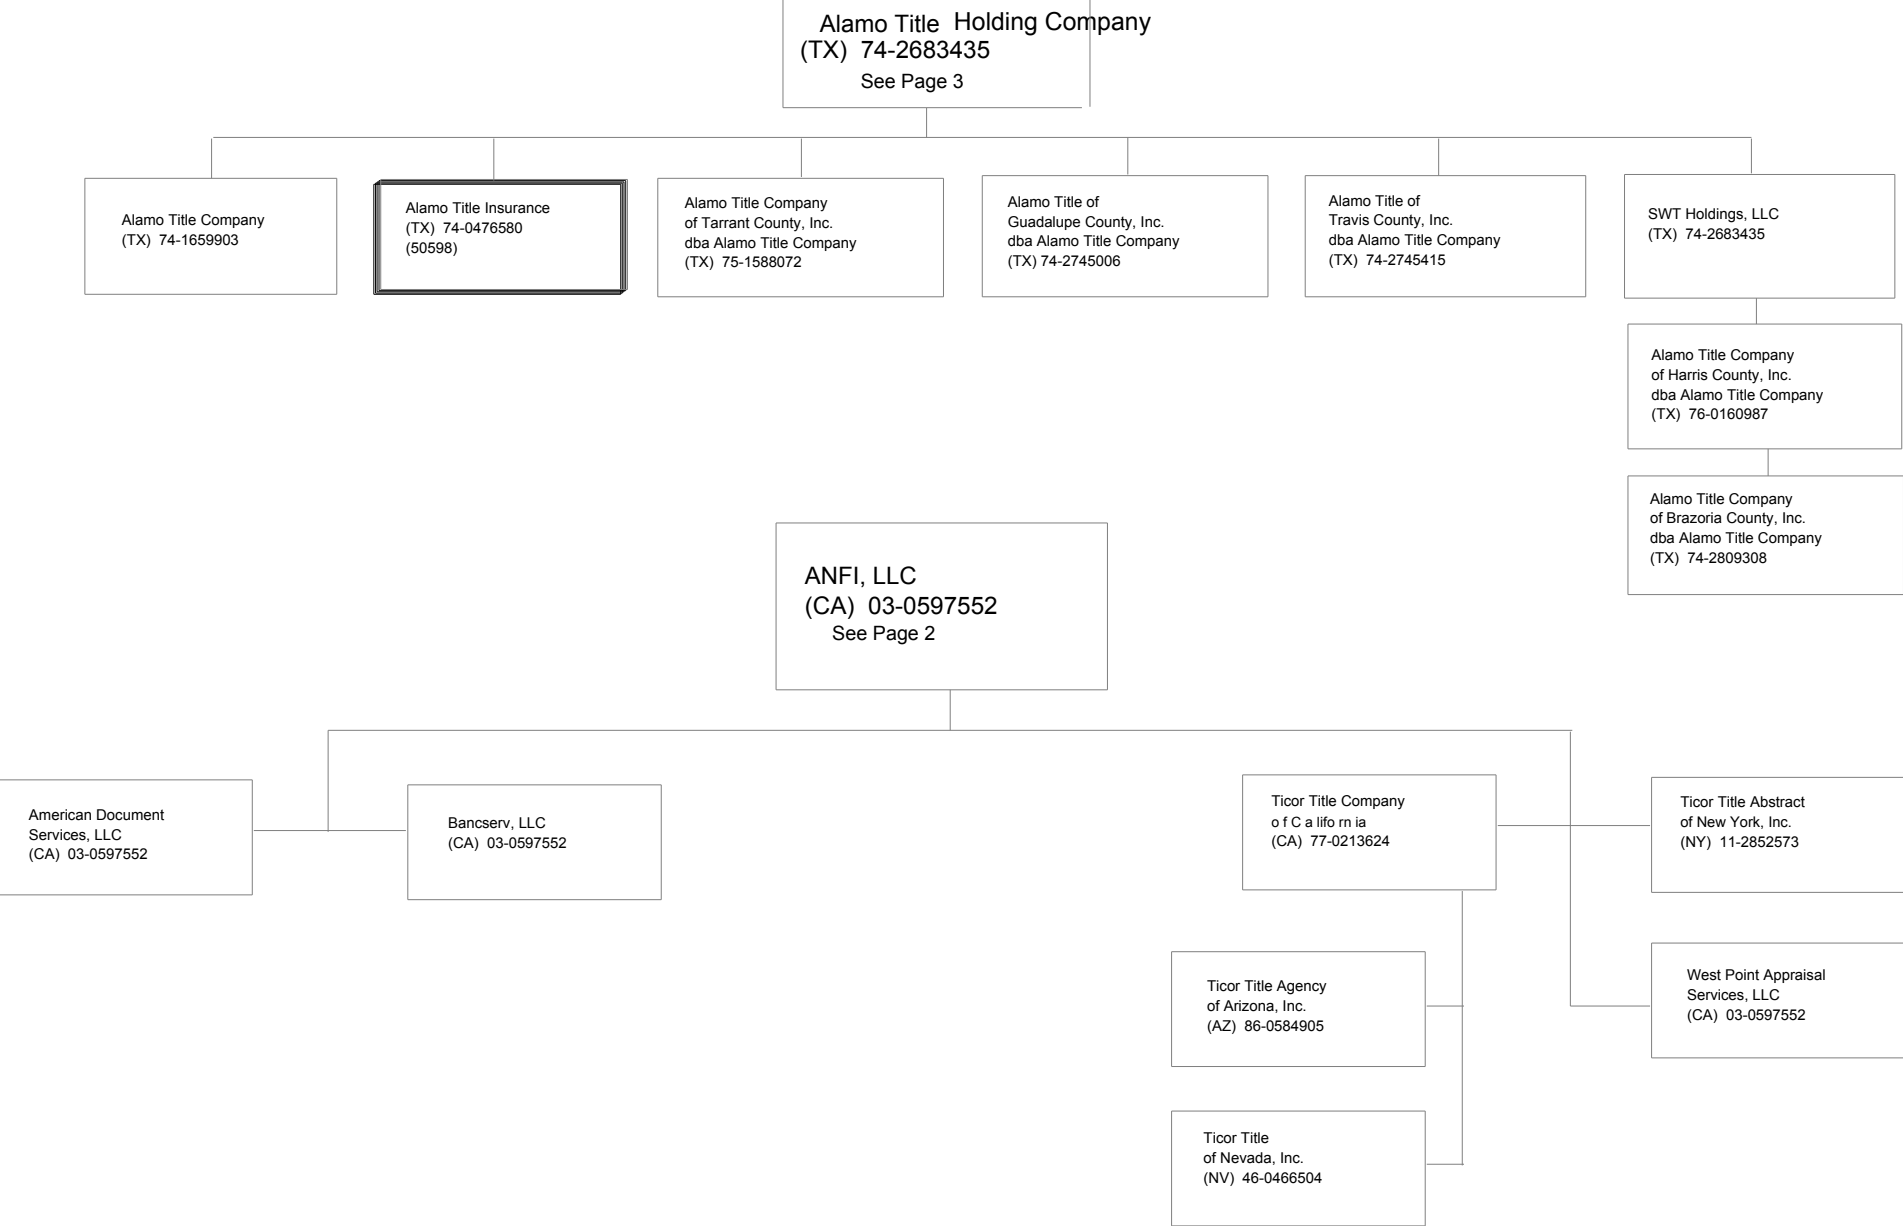 Alamo Title Holding Company
(TX) 74-2683435
See Page 3
Alamo Title Company
(TX) 74-1659903
Alamo Title Insurance
(TX) 74-0476580
(50598)
Alamo Title Company
of Tarrant County, Inc.
dba Alamo Title Company
(TX) 75-1588072
Alamo Title of
Guadalupe County, Inc.
dba Alamo Title Company
(TX) 74-2745006
Alamo Title of
Travis County, Inc.
dba Alamo Title Company
(TX) 74-2745415
SWT Holdings, LLC
(TX) 74-2683435
Alamo Title Company
of Harris County, Inc.
dba Alamo Title Company
(TX) 76-0160987
Alamo Title Company
of Brazoria County, Inc.
dba Alamo Title Company
(TX) 74-2809308
ANFI, LLC
(CA) 03-0597552
See Page 2
American Document
Services, LLC
(CA) 03-0597552
Bancserv, LLC
(CA) 03-0597552
Ticor Title Company
o f C a lifo rn ia
(CA) 77-0213624
Ticor Title Abstract
of New York, Inc.
(NY) 11-2852573
Ticor Title Agency
of Arizona, Inc.
(AZ) 86-0584905
West Point Appraisal
Services, LLC
(CA) 03-0597552
Ticor Title
of Nevada, Inc.
(NV) 46-0466504